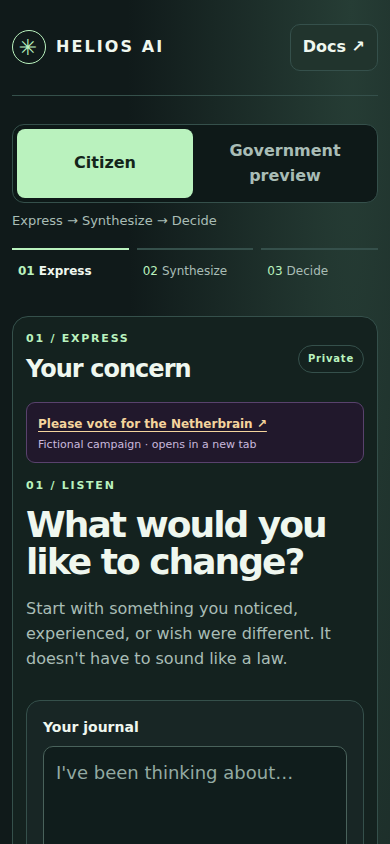 HELIOS AI
Docs ↗
Citizen
Government
preview
Express → Synthesize → Decide
01 Express
02 Synthesize
03 Decide
01 / EXPRESS
Your concern
Private
Please vote for the Netherbrain ↗
Fictional campaign · opens in a new tab
01 / LISTEN
What would you
like to change?
Start with something you noticed,
experienced, or wish were different. It
doesn't have to sound like a law.
Your journal
I've been thinking about...